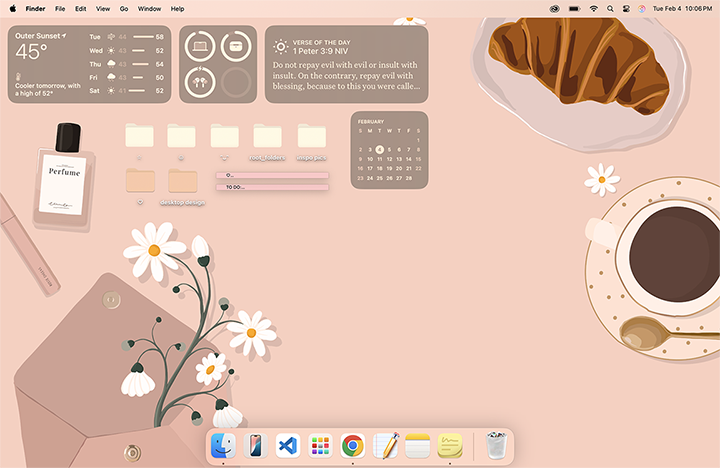 Finder File Edit View Go Window Help
Tue Feb 4 10:06 PM
Outer Sunset
45°
Cooler tomorrow, with
a high of 52°
Tue 44 58
Wed 43 52
Thu 43 54
Fri 43 50
Sat 41 52
VERSE OF THE DAY
1 Peter 3:9 NIV
Do not repay evil with evil or insult with
insult. On the contrary, repay evil with
blessing, because to this you were calle...
FEBRUARY
S M T W T F S
1
2 3 4 5 6 7 8
9 10 11 12 13 14 15
16 17 18 19 20 21 22
23 24 25 26 27 28
root_folders
inspo pics
desktop design
TO DO:...
Perfume